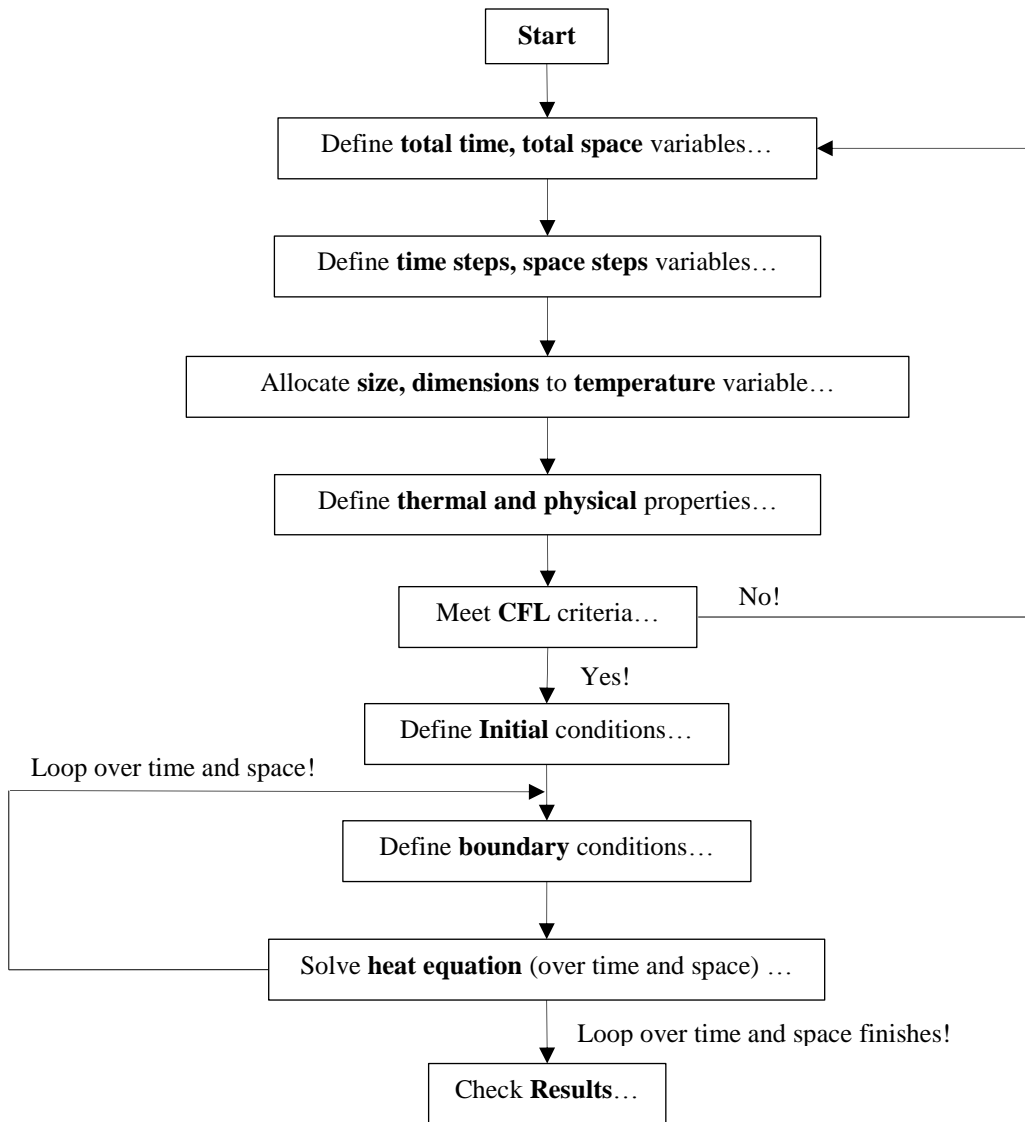 Start
Define total time, total space variables…
Define time steps, space steps variables…
Allocate size, dimensions to temperature variable…
Define thermal and physical properties…
Meet CFL criteria…
No!
Yes!
Define Initial conditions…
Loop over time and space!
Define boundary conditions…
Solve heat equation (over time and space) …
Loop over time and space finishes!
Check Results…